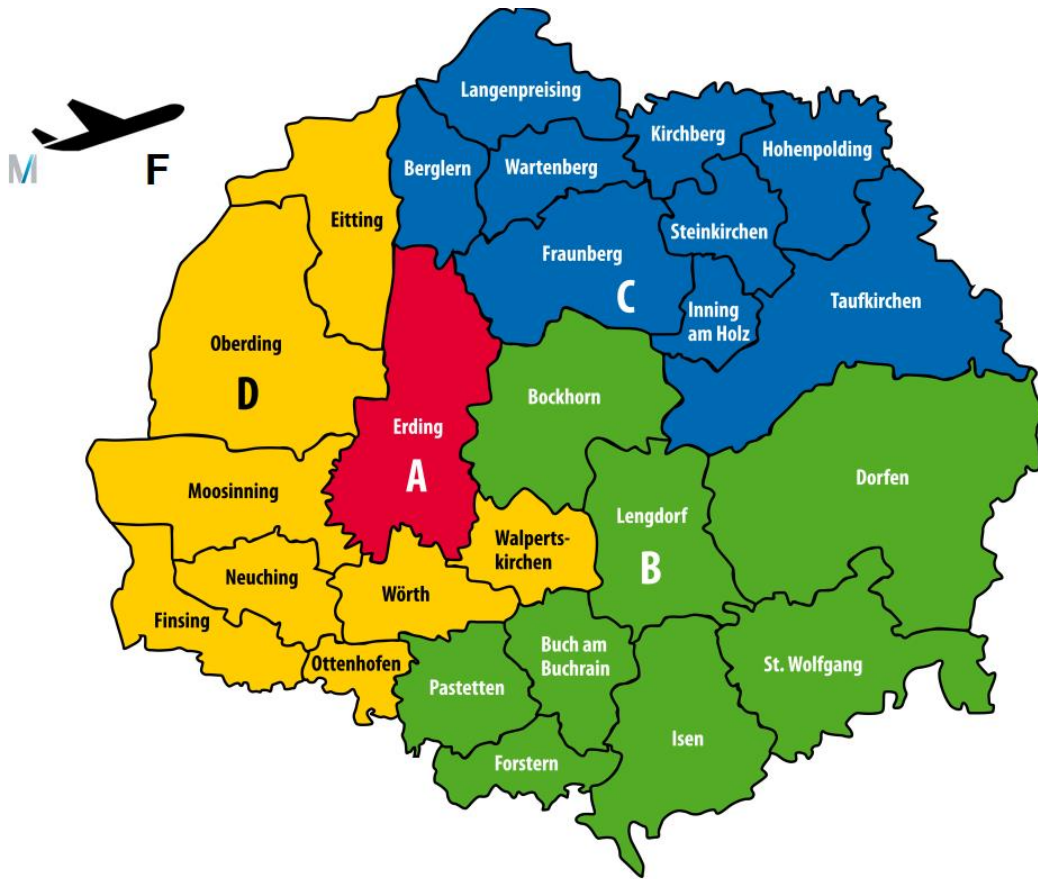 Langenpreising
Kirchberg
Hohenpolding
Berglern
Wartenberg
M F
Eitting
Steinkirchen
Fraunberg
C
Inning
am Holz
Taufkirchen
Oberding
D
Bockhorn
Erding
A
Dorfen
Moosinning
Lengdorf
B
Walperts-
kirchen
Neuching
Wörth
Finsing
Ottenhofen
Buch am
Buchrain
St. Wolfgang
Pastetten
Isen
Forstern